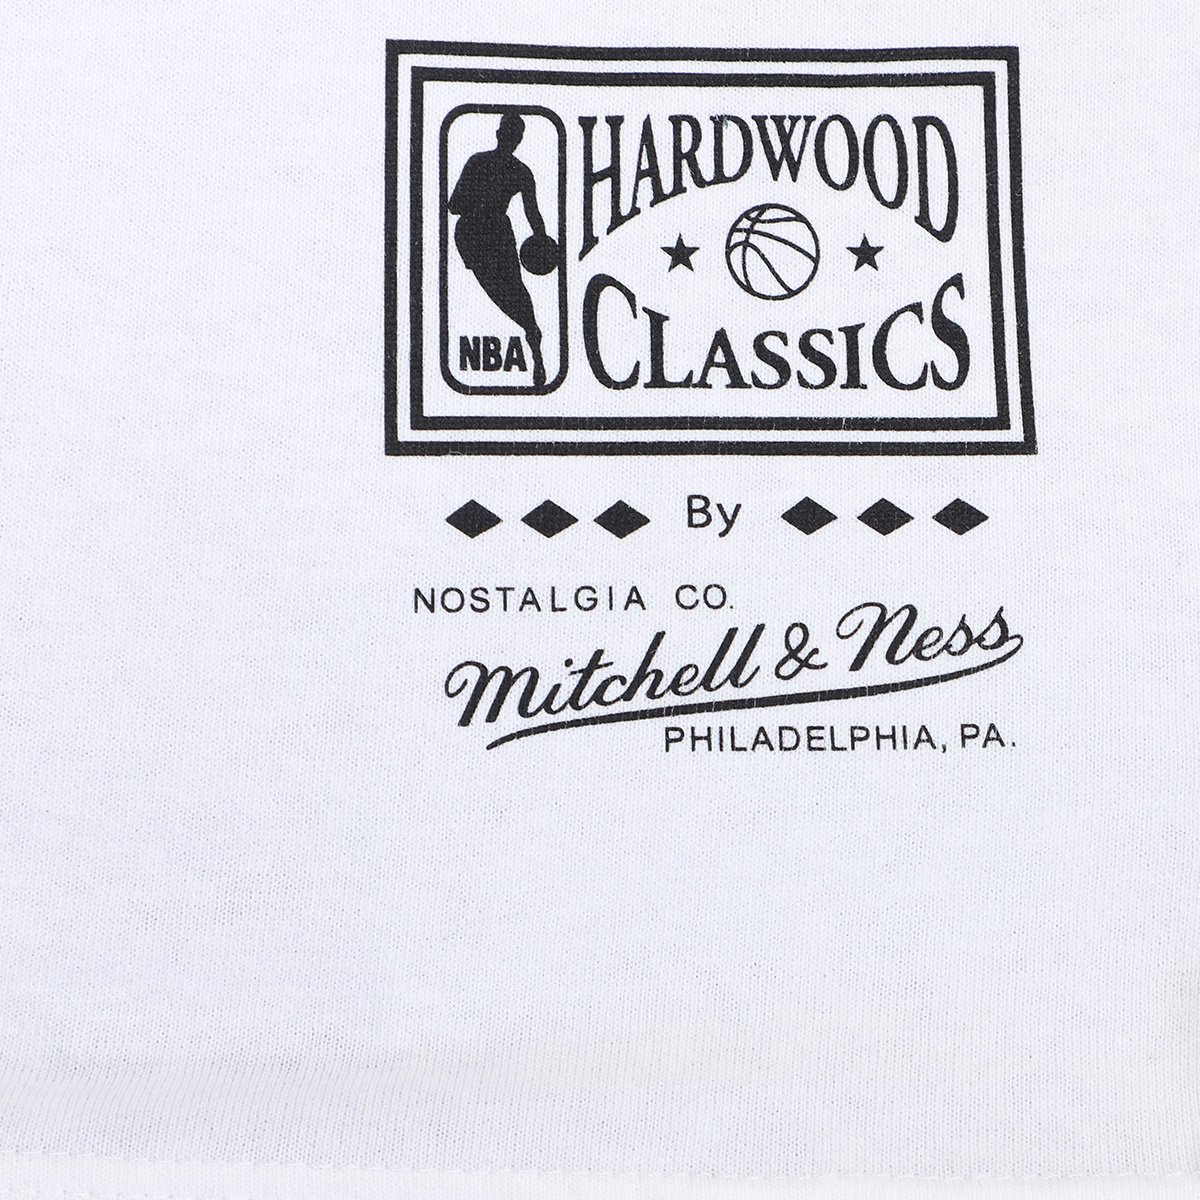 HARDWOOD
CLASSICS
NBA
By
NOSTALGIA CO.
Mitchell & Ness
PHILADELPHIA, PA.